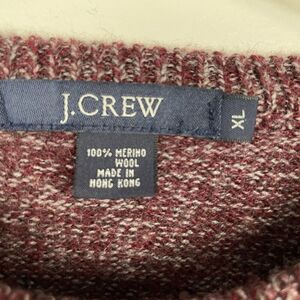 J.CREW
XL
100% MERINO
WOOL
MADE IN
HONG KONG